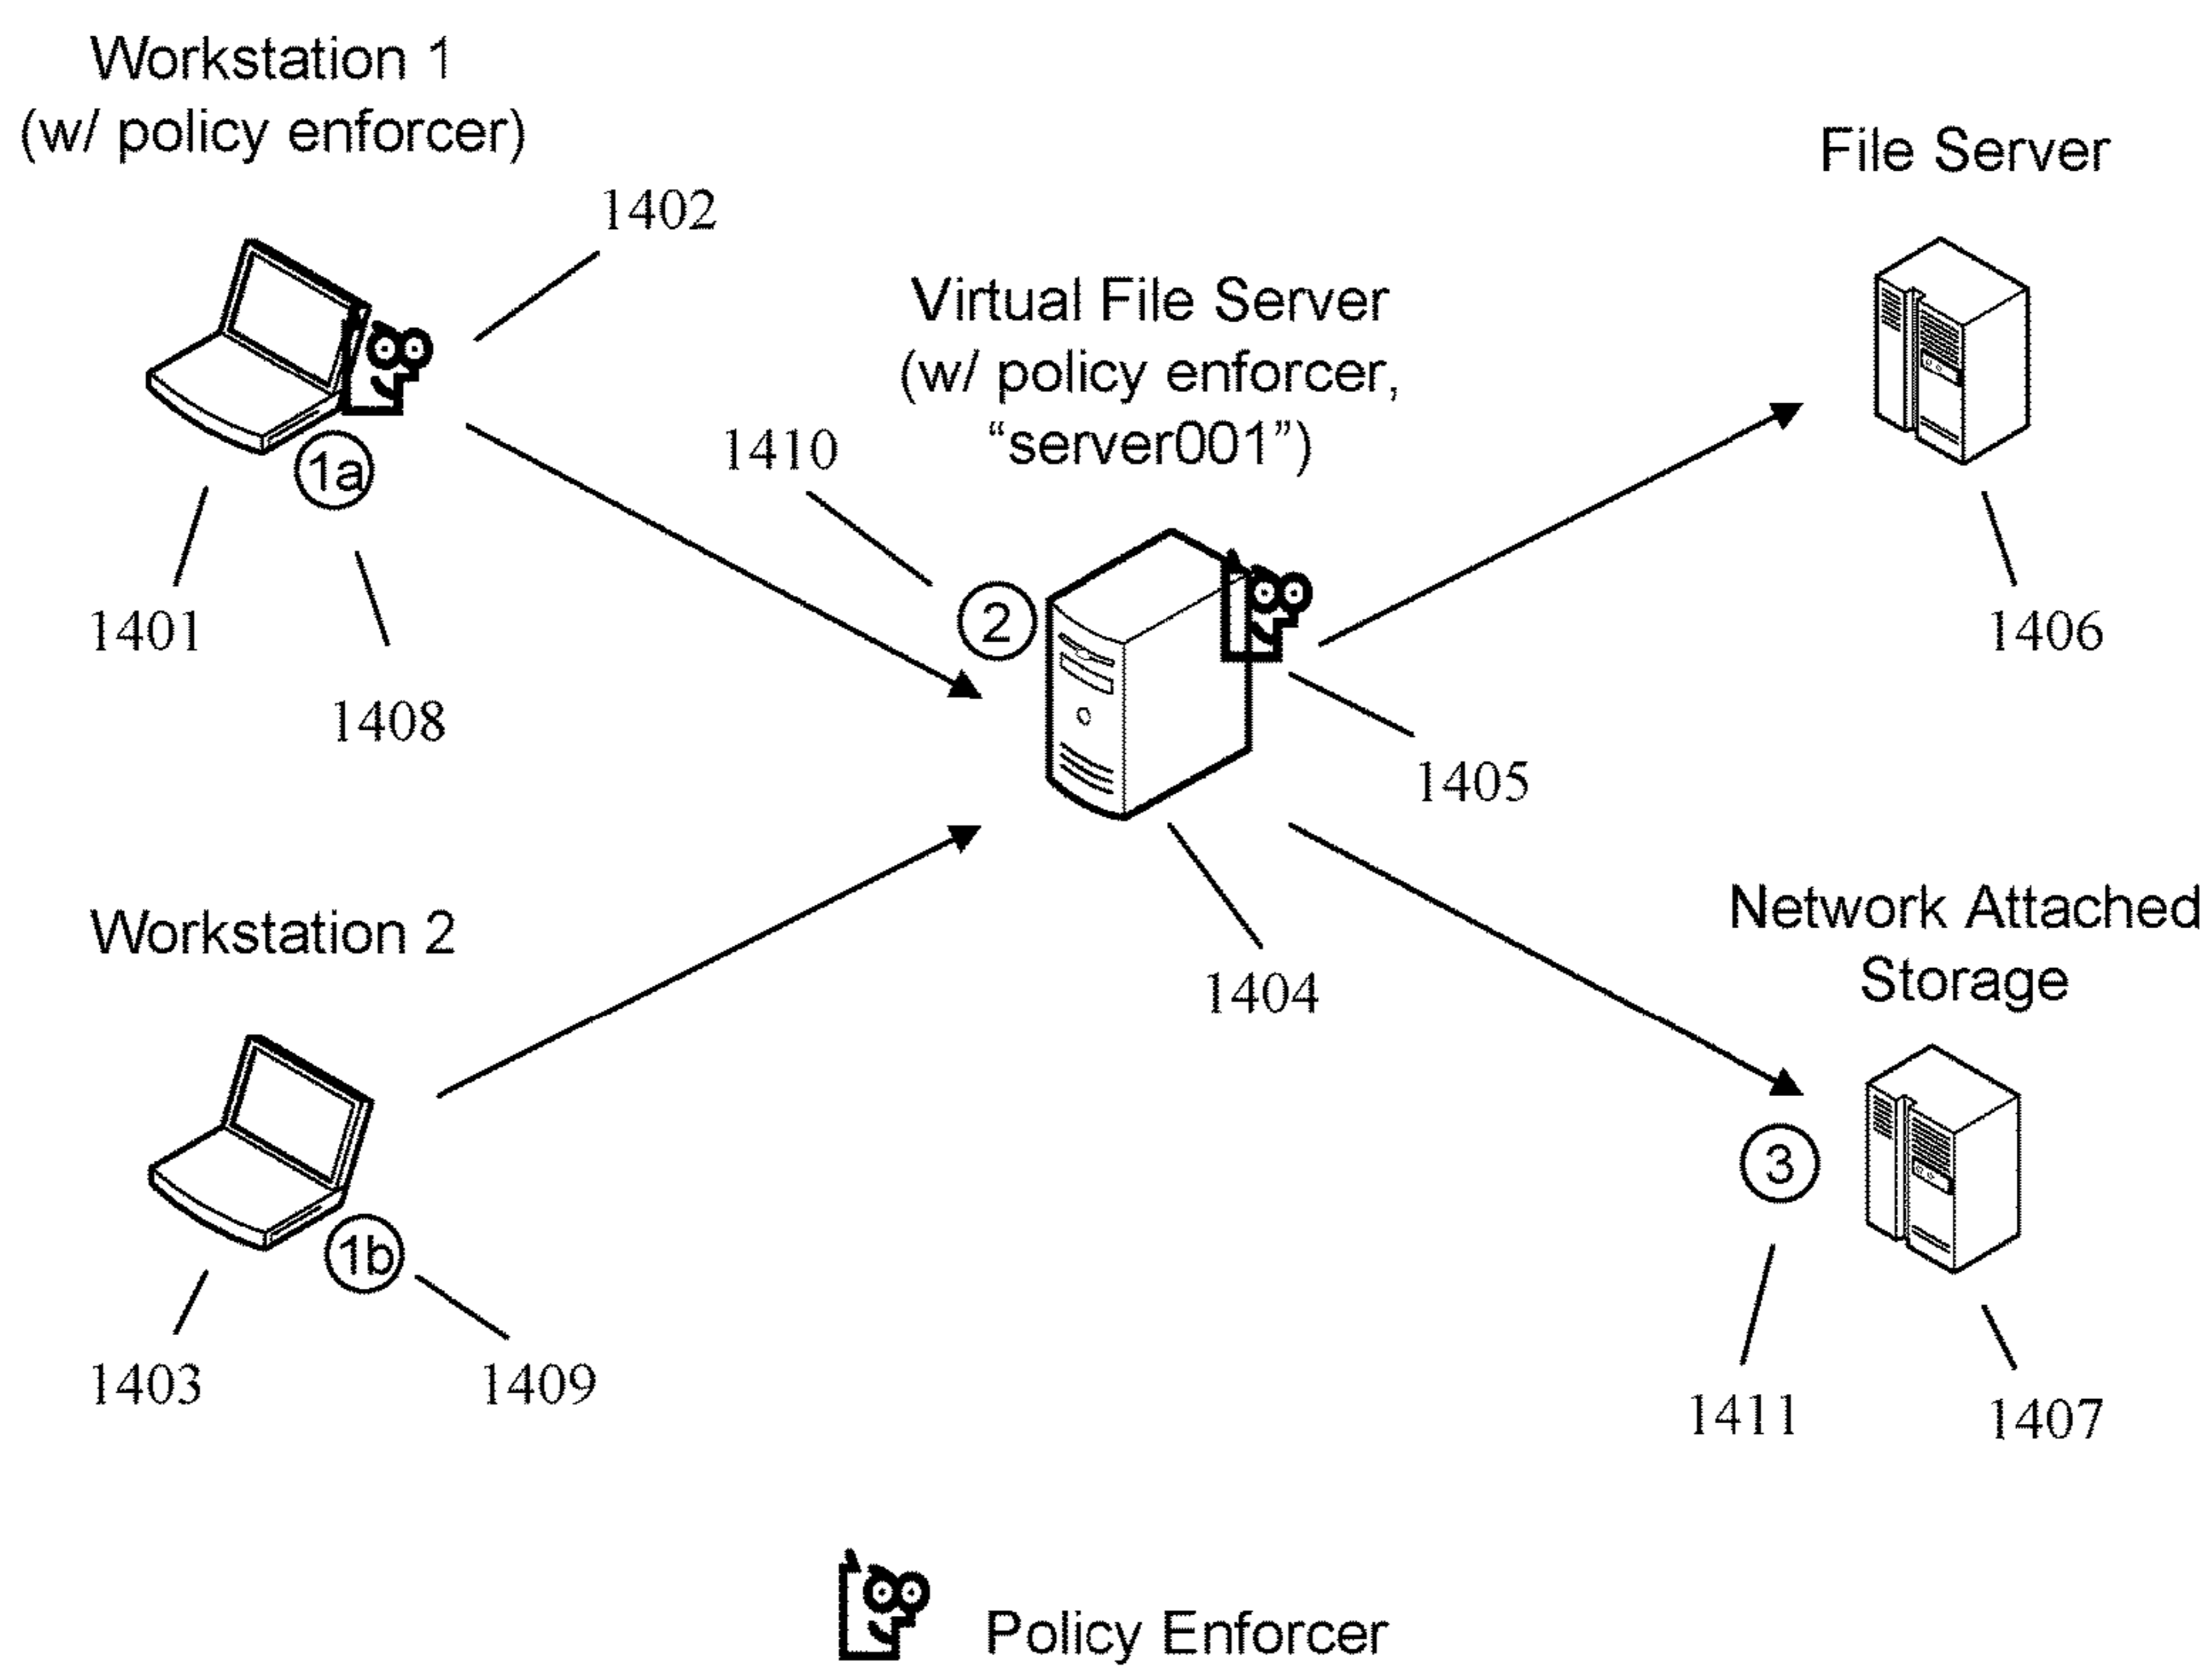 Workstation 1
(w/ policy enforcer)
1402
File Server
Virtual File Server
(w/ policy enforcer,
“server001”)
1410
1a
2
1401
1408
1406
1405
Workstation 2
1404
Network Attached
Storage
3
1b
1403
1409
1411
1407
Policy Enforcer